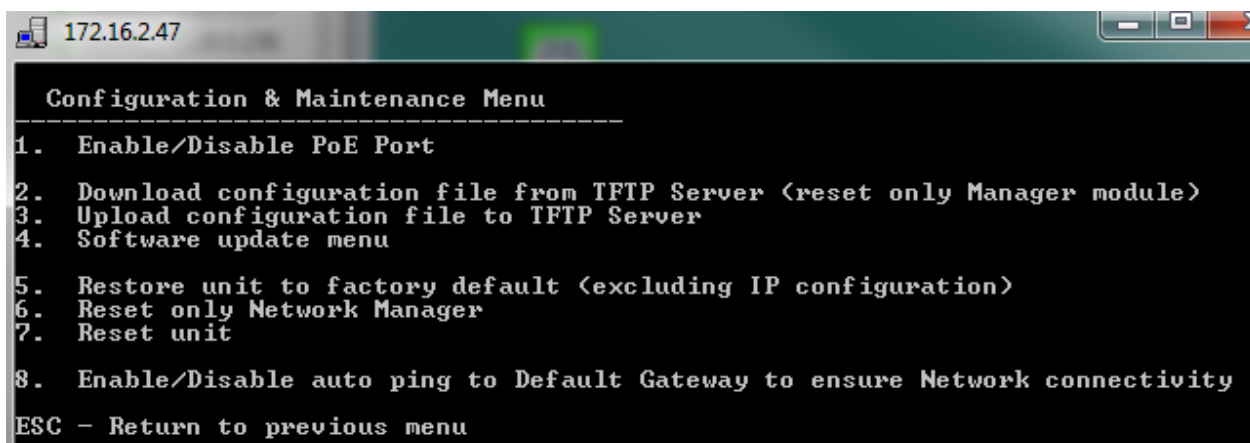 172.16.2.47
Configuration & Maintenance Menu
1. Enable/Disable PoE Port
2. Download configuration file from TFTP Server (reset only Manager module)
3. Upload configuration file to TFTP Server
4. Software update menu
5. Restore unit to factory default (excluding IP configuration)
6. Reset only Network Manager
7. Reset unit
8. Enable/Disable auto ping to Default Gateway to ensure Network connectivity
ESC - Return to previous menu